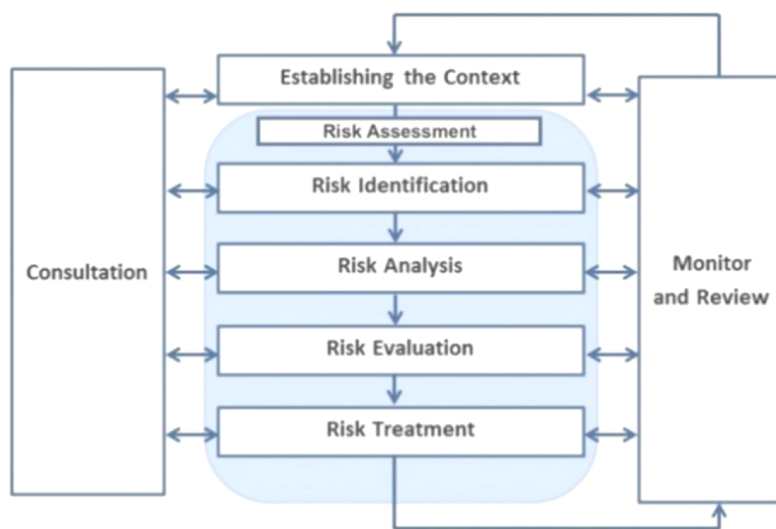 Establishing the Context
Risk Assessment
Risk Identification
Consultation
Risk Analysis
Monitor
and Review
Risk Evaluation
Risk Treatment